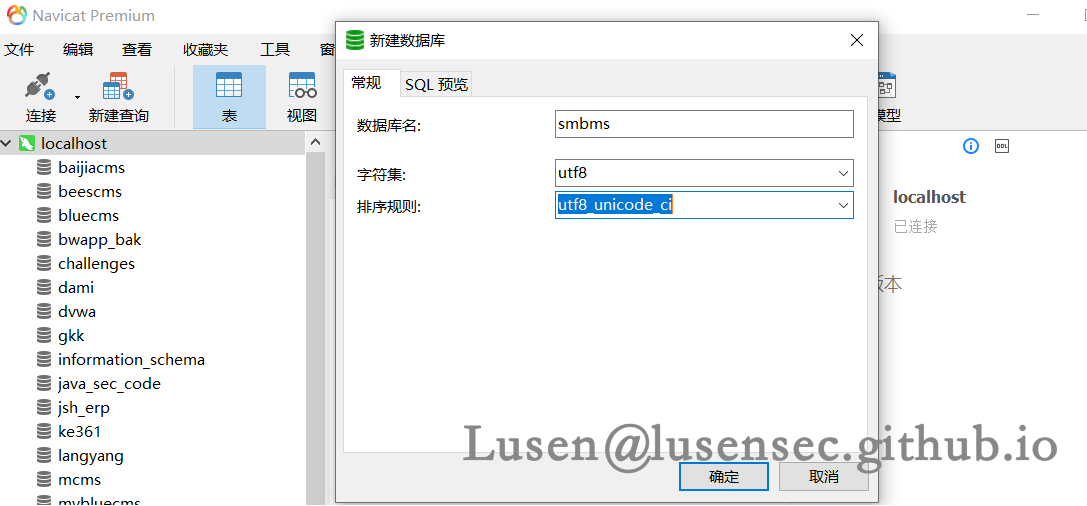 Navicat Premium
文件 编辑 查看 收藏夹 工具 窗
连接 新建查询 表 视图 模型
localhost
baijiacms
beescms
bluecms
bwapp_bak
challenges
dami
dvwa
gkk
information_schema
java_sec_code
jsh_erp
ke361
langyang
mcms
mybluecms
新建数据库
常规 SQL 预览
数据库名: smbms
字符集: utf8
排序规则: utf8_unicode_ci
确定 取消
DDL
localhost
已连接
版本
Lusen@lusensec.github.io